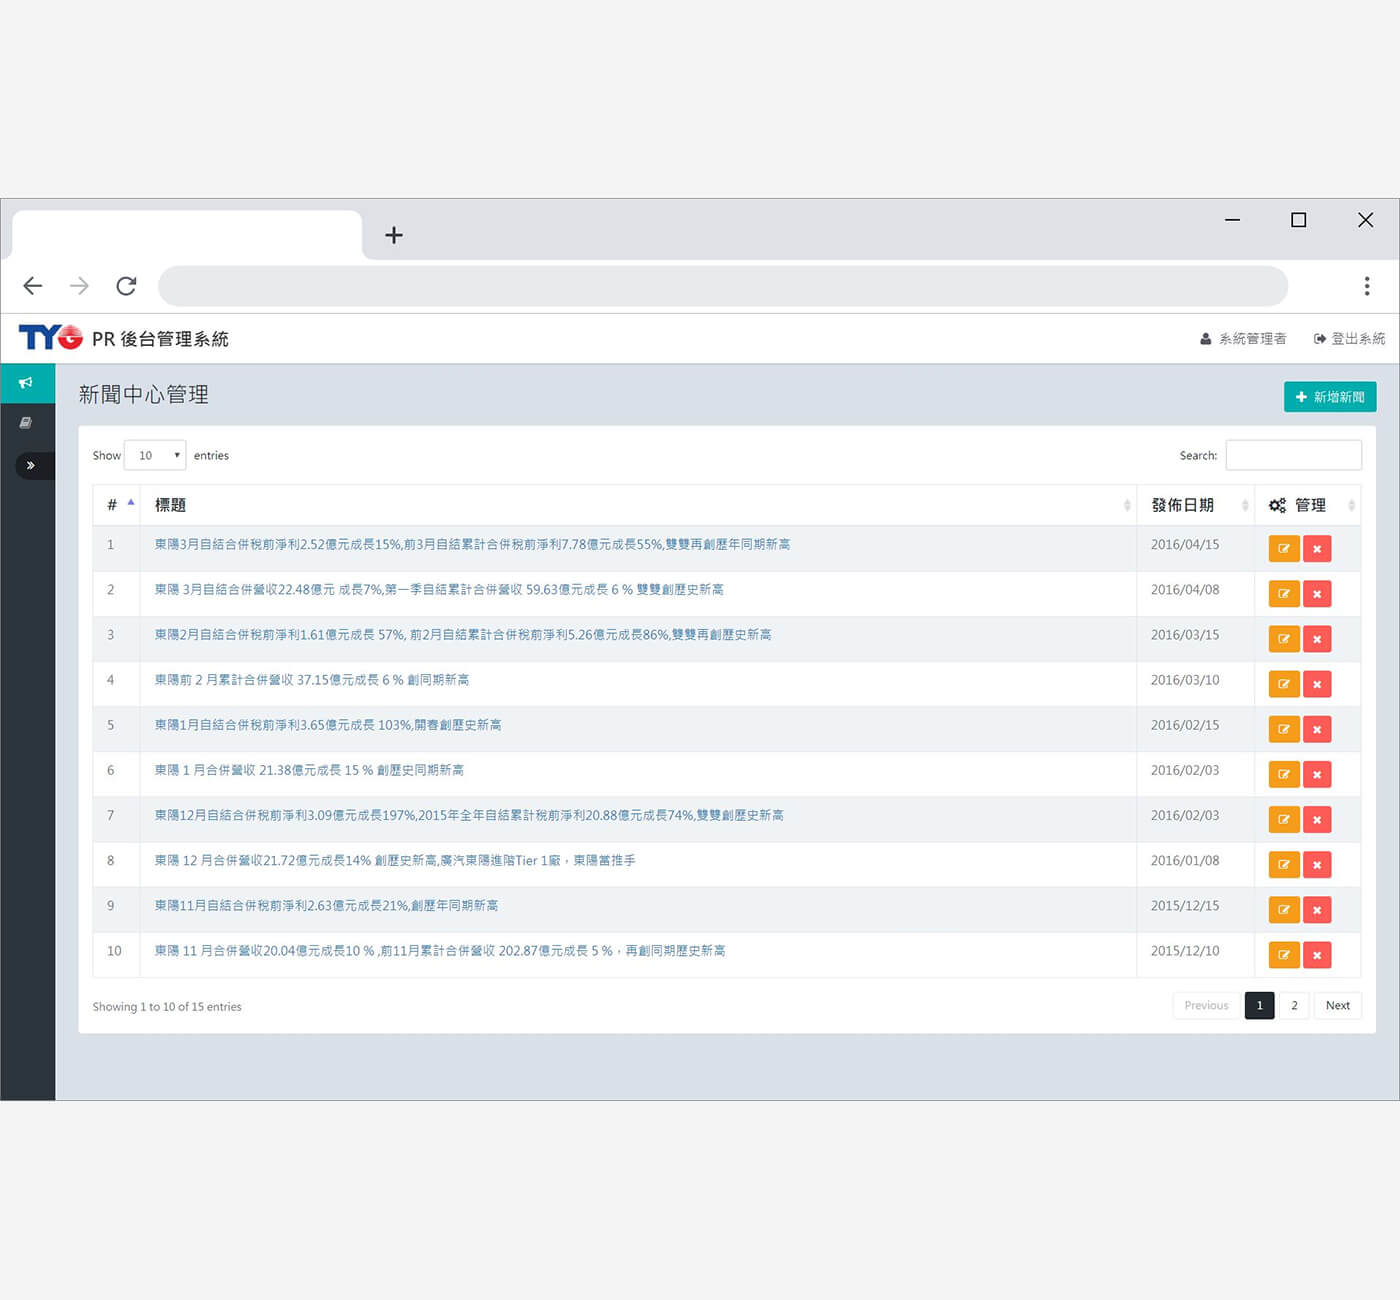 TYG PR 後台管理系統
系統管理者 登出系統
新聞中心管理
新增新聞
Show 10 entries
Search:
# 標題 發佈日期 管理
1 東陽3月自結合併稅前淨利2.52億元成長15%,前3月自結累計合併稅前淨利7.78億元成長55%,雙雙再創歷年同期新高 2016/04/15
2 東陽 3月自結合併營收22.48億元 成長7%,第一季自結累計合併營收 59.63元成長 6 % 雙雙創歷史新高 2016/04/08
3 東陽2月自結合併稅前淨利1.61億元成長 57%, 前2月自結累計合併稅前淨利5.26億元成長86%,雙雙再創歷史新高 2016/03/15
4 東陽前 2 月累計合併營收 37.15億元成長 6 % 創同期新高 2016/03/10
5 東陽1月自結合併稅前淨利3.65億元成長 103%,開春創歷史新高 2016/02/15
6 東陽 1 月合併營收 21.38億元成長 15 % 創歷史同期新高 2016/02/03
7 東陽12月自結合併稅前淨利3.09億元成長197%,2015年全年自結累計稅前淨利20.88億元成長74%,雙雙創歷史新高 2016/02/03
8 東陽 12 月合併營收21.72億元成長14% 創歷史新高,廣汽東陽進階Tier 1廠，東陽當推手 2016/01/08
9 東陽11月自結合併稅前淨利2.63億元成長21%,創歷年同期新高 2015/12/15
10 東陽 11 月合併營收20.04億元成長10 % ,前11月累計合併營收 202.87億元成長 5 %，再創同期歷史新高 2015/12/10
Showing 1 to 10 of 15 entries
Previous 1 2 Next